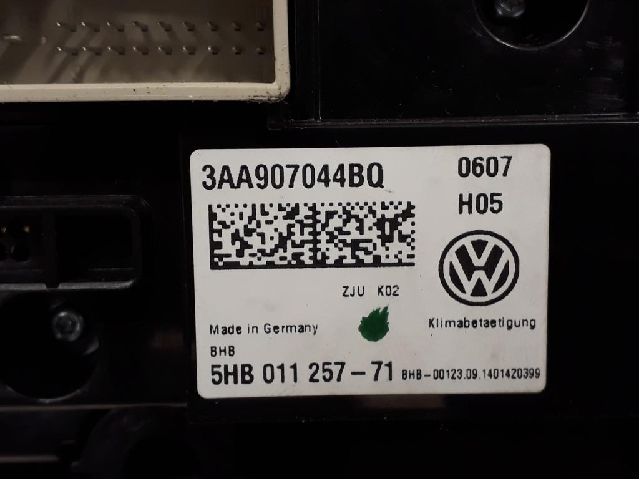 3AA907044BQ 0607
H05
ZJU K02
Made in Germany Klimabetaetigung
BHB
5HB 011 257-71 BHB-00123.09.1401420399